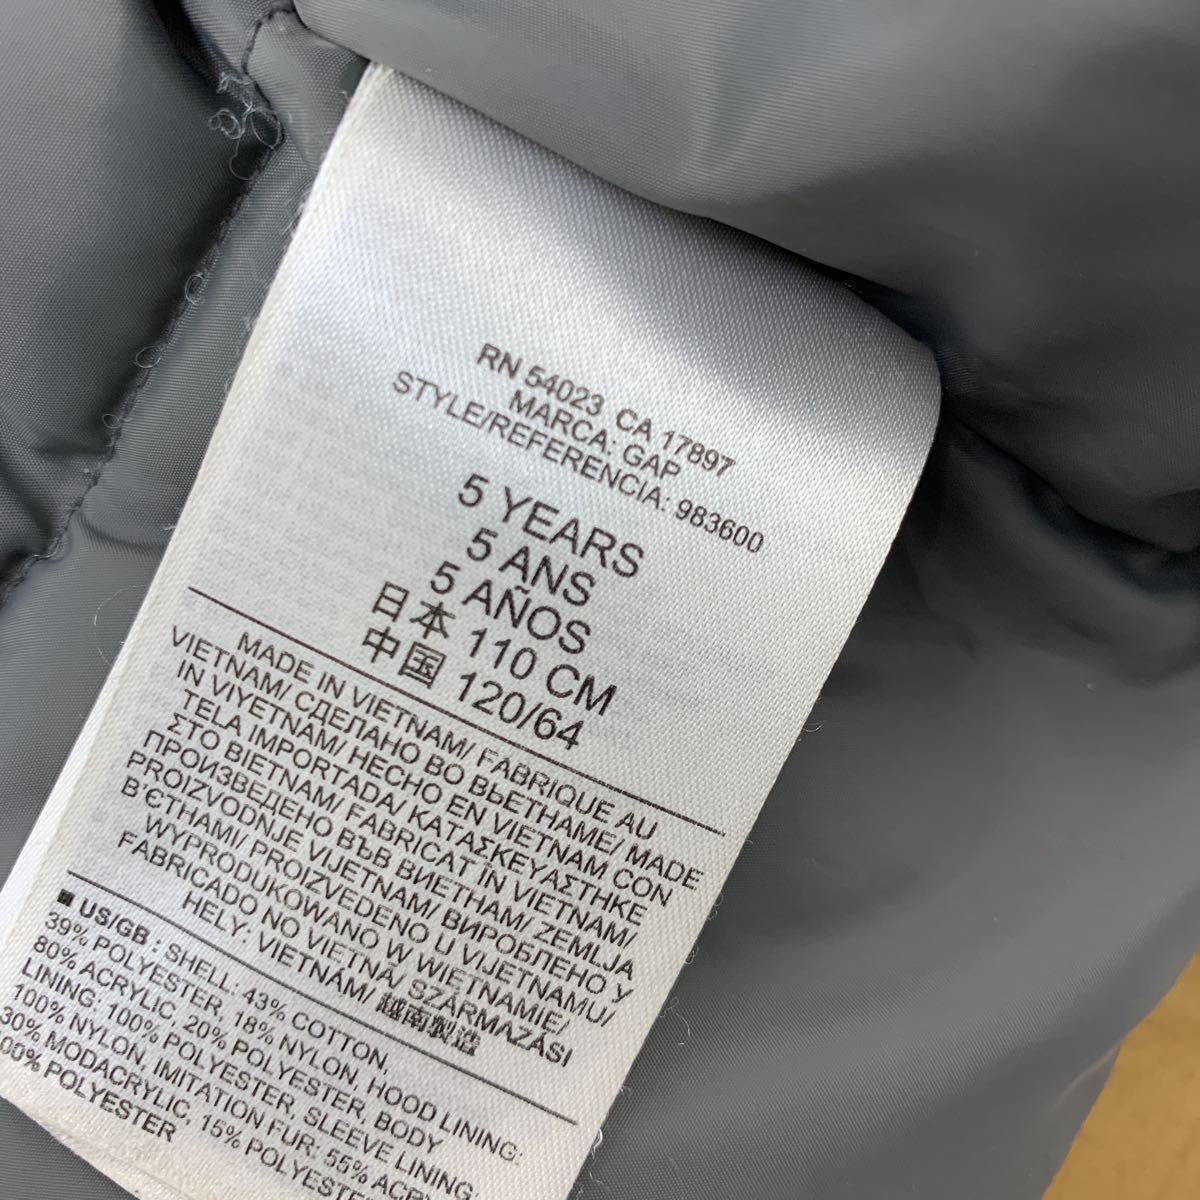 RN 54023 CA 17897
MARCA: GAP
STYLE/REFERENCIA: 983600
5 YEARS
5 ANS
5 AÑOS
日本 110 CM
中国 120/64
MADE IN VIETNAM/ FABRIQUE AU
VIETNAM/ СДЕЛАНО ВО ВЬЕТНАМЕ/ MADE
IN VIYETNAM/ HECHO EN VIETNAM CON
TELA IMPORTADA/ ΚΑΤΑΣΚΕΥΑΣΤΗΚΕ
ΣΤΟ ΒΙΕΤΝΑΜ/ FABRICAT ÎN VIETNAM/
ПРОИЗВЕДЕНО ВЪВ ВИЕТНАМ/ ZEMLJA
PROIZVODNJE VIJETNAM/ ВИРОБЛЕНО У
В'ЄТНАМІ/ PROIZVEDENO U VIJETNAMU/
WYPRODUKOWANO W WIETNAMIE/
FABRICADO NO VIETNÃ/ SZÁRMAZÁSI
HELY: VIETNÁM/ 越南製造
■ US/GB : SHELL: 43% COTTON,
39% POLYESTER, 18% NYLON, HOOD LINING:
80% ACRYLIC, 20% POLYESTER, BODY
LINING: 100% POLYESTER, SLEEVE LINING:
100% NYLON, IMITATION FUR: 55% ACRYLIC,
30% MODACRYLIC, 15% POLYESTER
100% POLYESTER